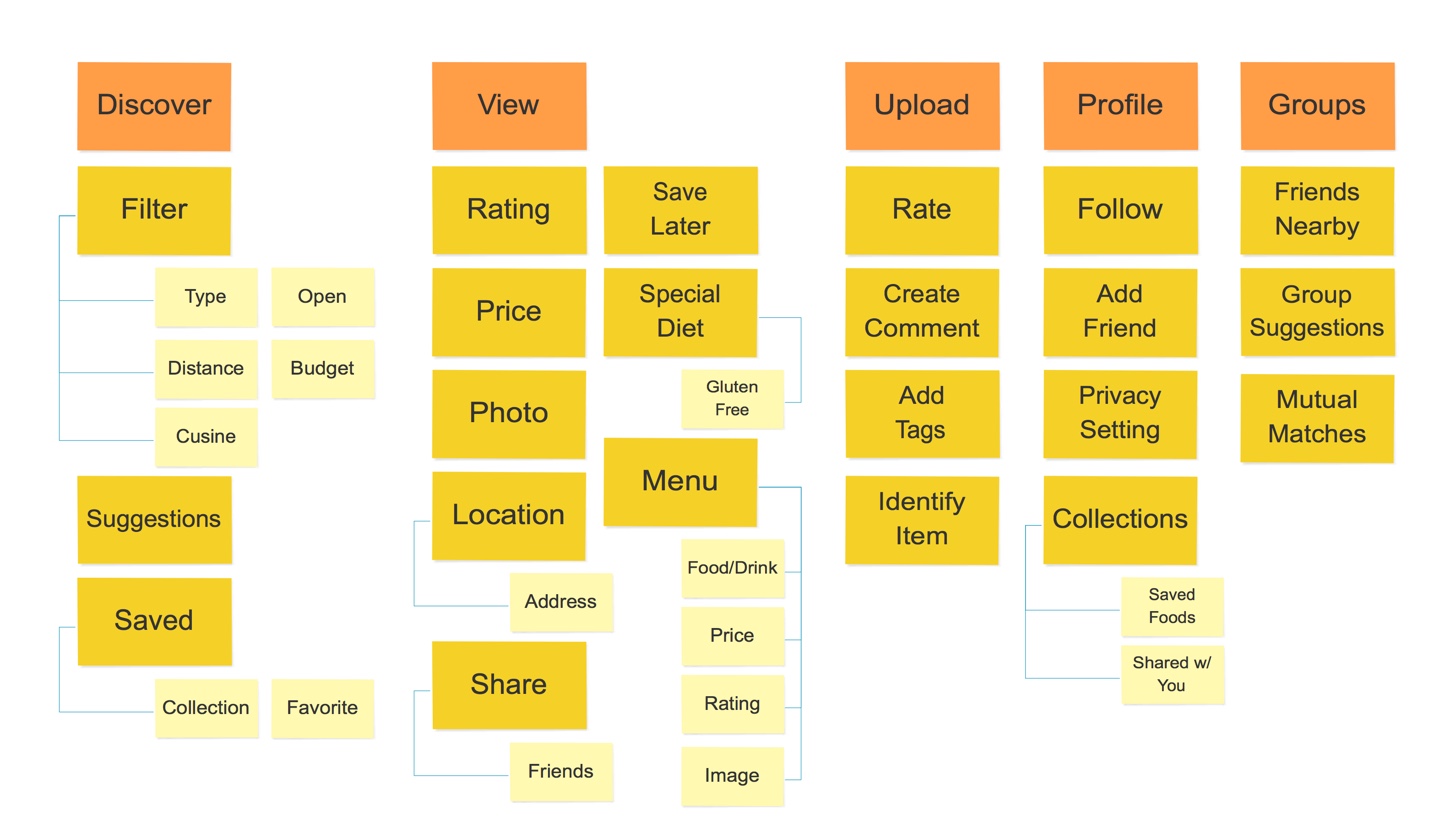 Discover
Filter
Type
Open
Distance
Budget
Cusine
Suggestions
Saved
Collection
Favorite
View
Rating
Price
Photo
Location
Address
Share
Friends
Save
Later
Special
Diet
Gluten
Free
Menu
Food/Drink
Price
Rating
Image
Upload
Rate
Create
Comment
Add
Tags
Identify
Item
Profile
Follow
Add
Friend
Privacy
Setting
Collections
Saved
Foods
Shared w/
You
Groups
Friends
Nearby
Group
Suggestions
Mutual
Matches